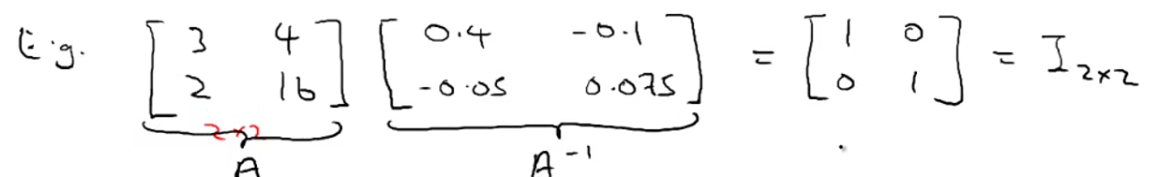 E.g. [ 3 4 ] [ 0.4 -0.1 ] = [ 1 0 ] = I 2×2
[ 2 16 ] [ -0.05 0.075 ] [ 0 1 ]
2×2
A A⁻¹